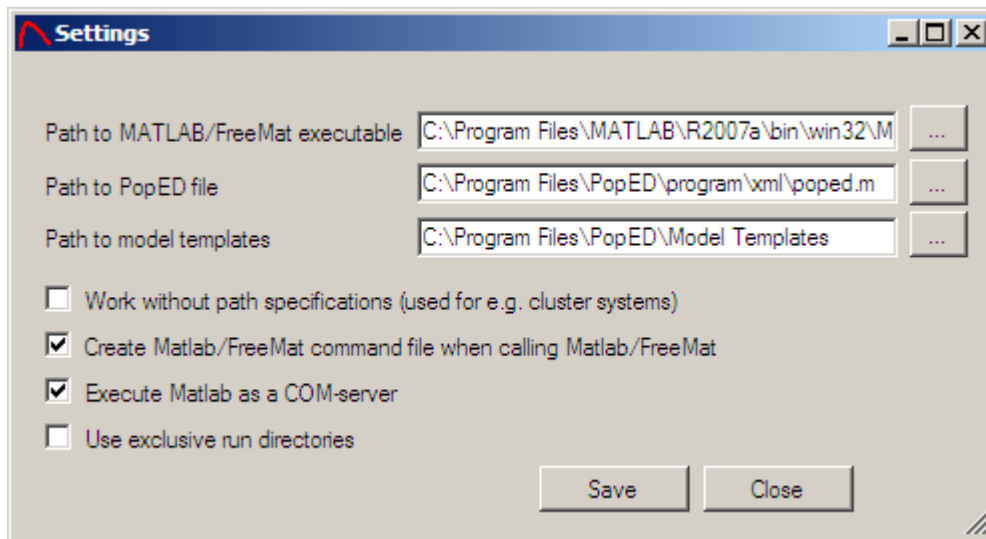 Settings
Path to MATLAB/FreeMat executable C:\Program Files\MATLAB\R2007a\bin\win32\M ...
Path to PopED file C:\Program Files\PopED\program\xml\poped.m ...
Path to model templates C:\Program Files\PopED\Model Templates ...
Work without path specifications (used for e.g. cluster systems)
Create Matlab/FreeMat command file when calling Matlab/FreeMat
Execute Matlab as a COM-server
Use exclusive run directories
Save Close